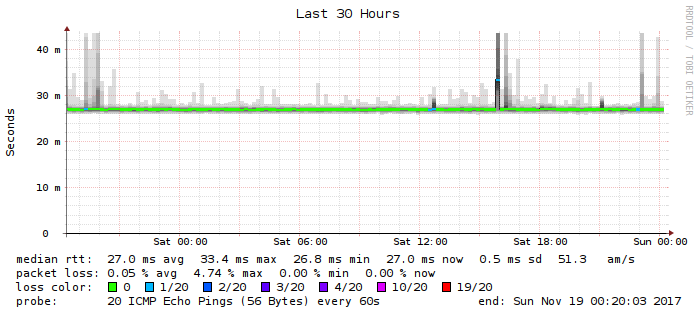 Last 30 Hours
RRDTOOL / TOBI OETIKER
Seconds
40 m
30 m
20 m
10 m
0
Sat 00:00 Sat 06:00 Sat 12:00 Sat 18:00 Sun 00:00
median rtt: 27.0 ms avg 33.4 ms max 26.8 ms min 27.0 ms now 0.5 ms sd 51.3 am/s
packet loss: 0.05 % avg 4.74 % max 0.00 % min 0.00 % now
loss color: 0 1/20 2/20 3/20 4/20 10/20 19/20
probe: 20 ICMP Echo Pings (56 Bytes) every 60s end: Sun Nov 19 00:20:03 2017